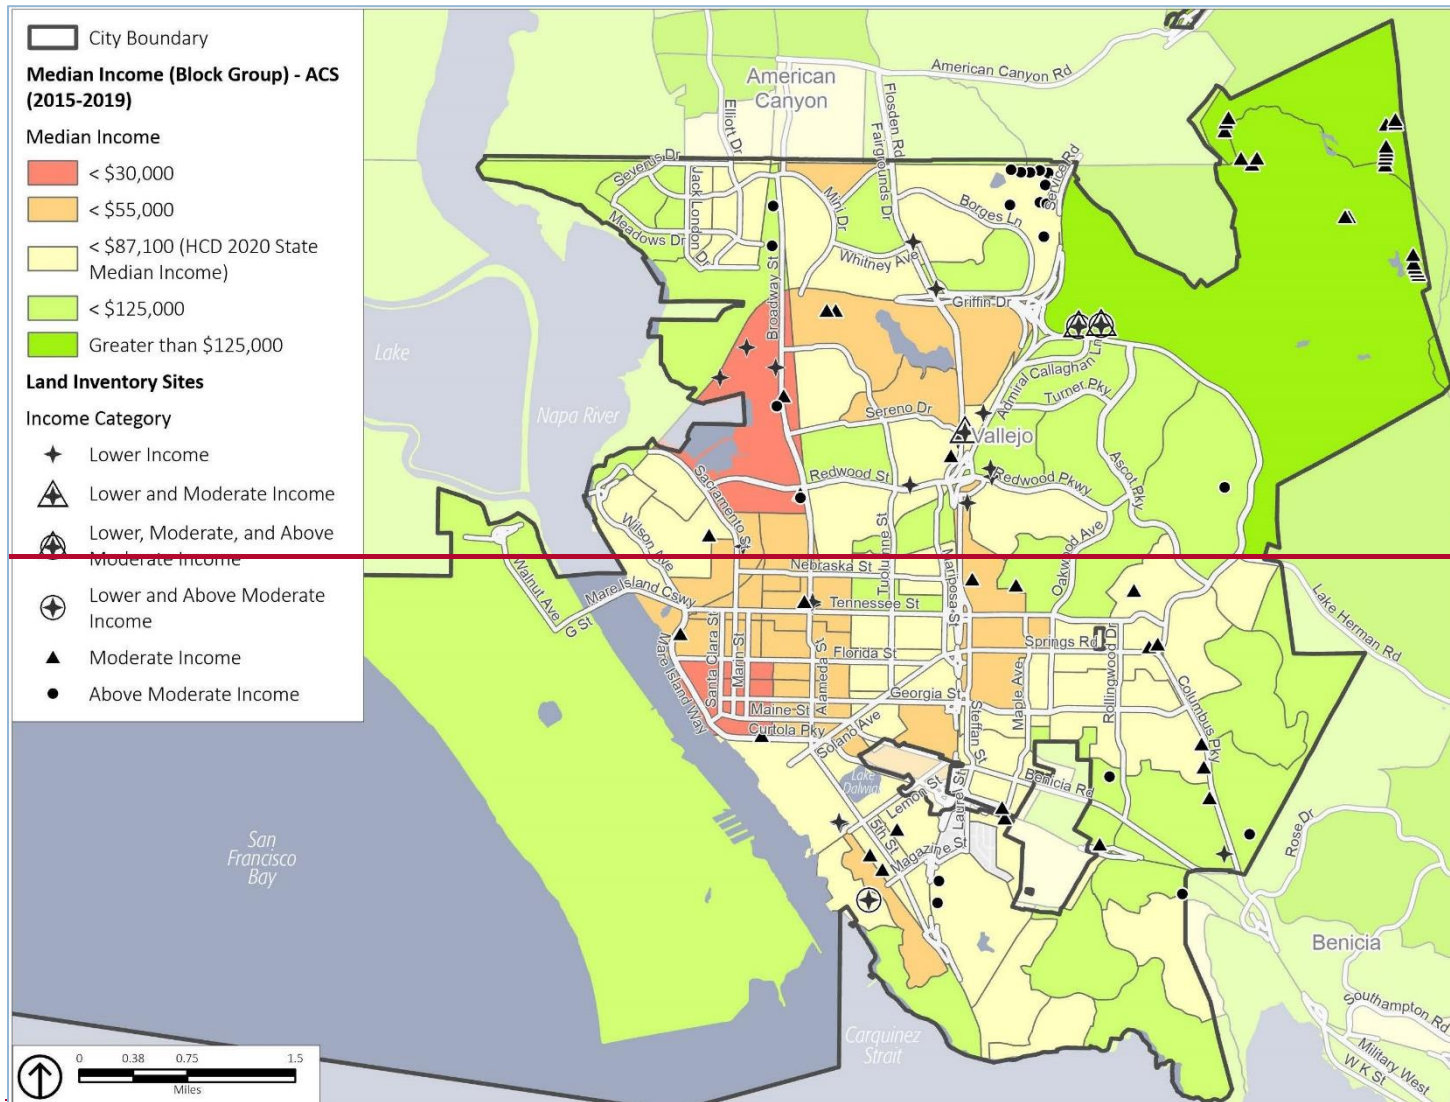 City Boundary
Median Income (Block Group) - ACS
(2015-2019)
Median Income
< $30,000
< $55,000
< $87,100 (HCD 2020 State
Median Income)
< $125,000
Greater than $125,000
Land Inventory Sites
Income Category
Lower Income
Lower and Moderate Income
Lower, Moderate, and Above
Moderate Income
Lower and Above Moderate
Income
Moderate Income
Above Moderate Income
American
Canyon
American Canyon Rd
Elliott Dr
Flosden Rd
Fairgrounds Dr
Severus Dr
Jack London Dr
Meadows Dr
Mini Dr
Borges Ln
Service Rd
Whitney Ave
Broadway St
Griffin Dr
Lake
Napa River
Admiral Callaghan Ln
Turner Pky
Sereno Dr
Vallejo
Ascot Pky
Redwood St
Redwood Pkwy
Sacramento St
Wilson Ave
Tuolumne St
Oakwood Ave
Mariposa St
Nebraska St
Walnut Ave
G St
Mare Island Cswy
Tennessee St
Lake Herman Rd
Springs Rd
Rollingwood Dr
Mare Island Way
Santa Clara St
Marin St
Florida St
Alameda St
Georgia St
Maple Ave
Columbus Pky
Maine St
Curtola Pky
Solano Ave
Steffan St
Lake
Dalwigk
Lemon St
Laurel St
Benicia Rd
5th St
Magazine St
Rose Dr
San
Francisco
Bay
Benicia
Southampton Rd
Carquinez
Strait
Military West
W K St
0 0.38 0.75 1.5
Miles